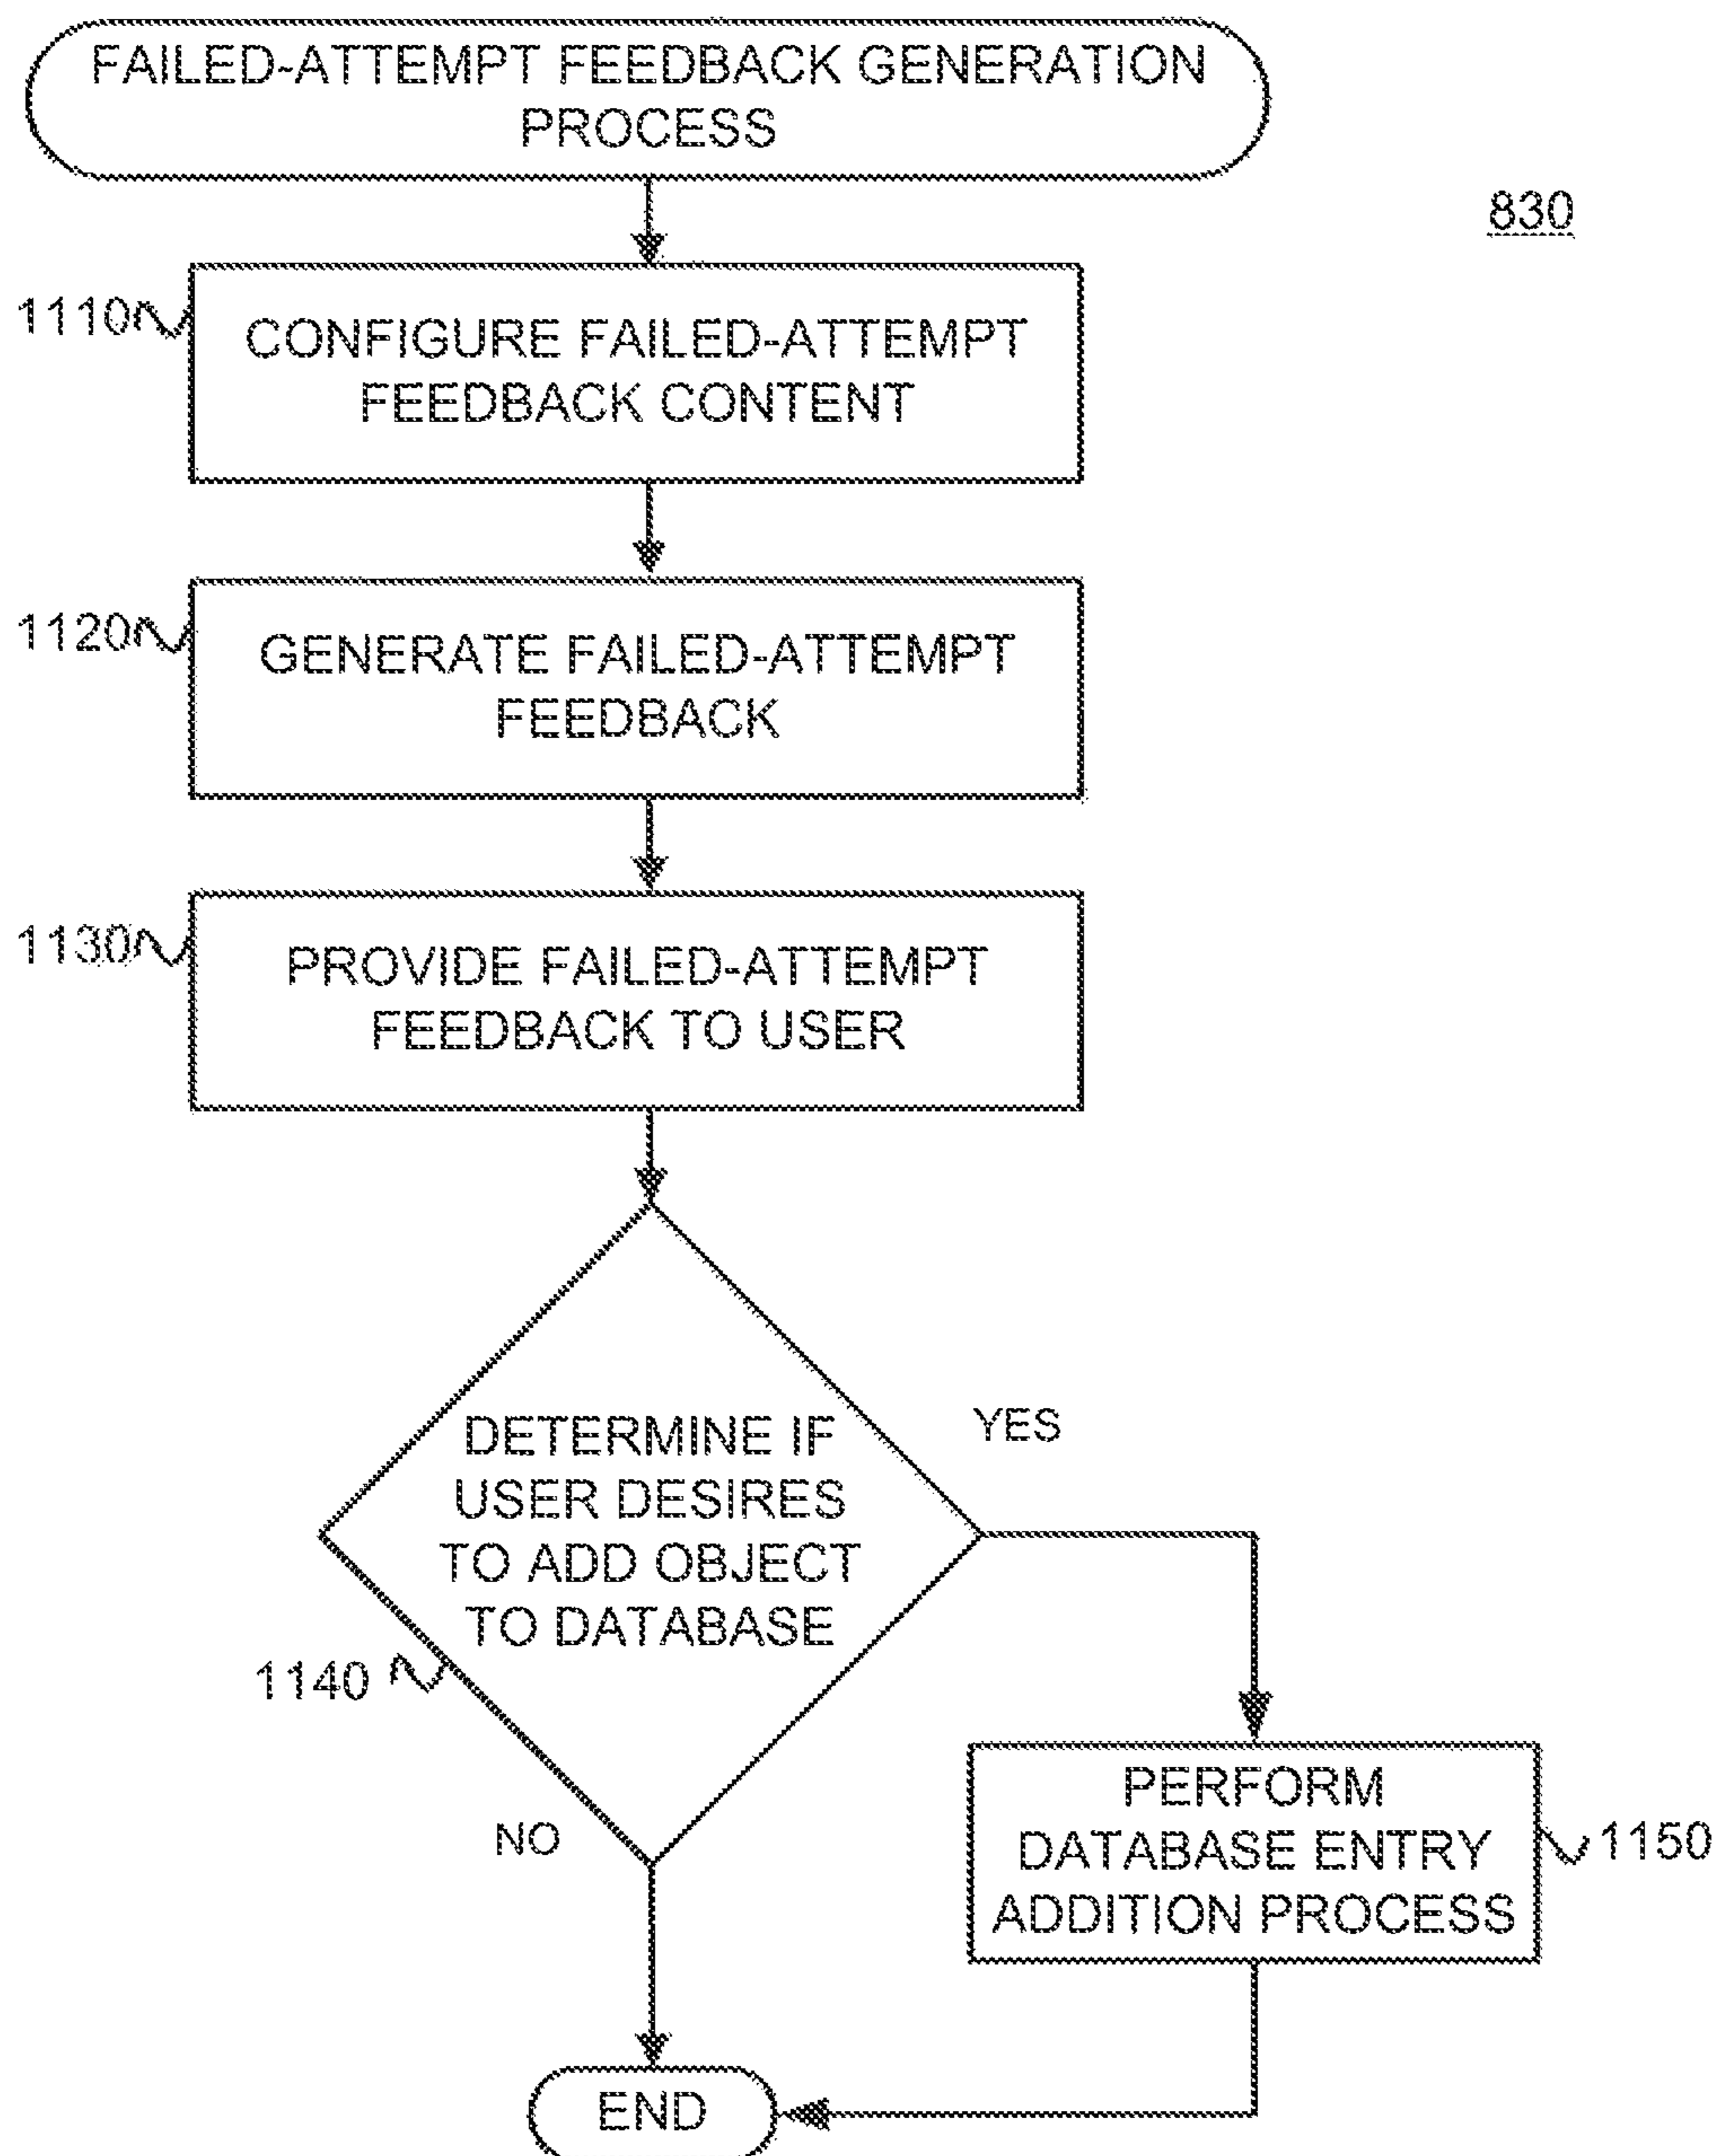 FAILED-ATTEMPT FEEDBACK GENERATION
PROCESS
830
1110
CONFIGURE FAILED-ATTEMPT
FEEDBACK CONTENT
1120
GENERATE FAILED-ATTEMPT
FEEDBACK
1130
PROVIDE FAILED-ATTEMPT
FEEDBACK TO USER
DETERMINE IF
USER DESIRES
TO ADD OBJECT
TO DATABASE
YES
1140
NO
PERFORM
DATABASE ENTRY
ADDITION PROCESS
1150
END